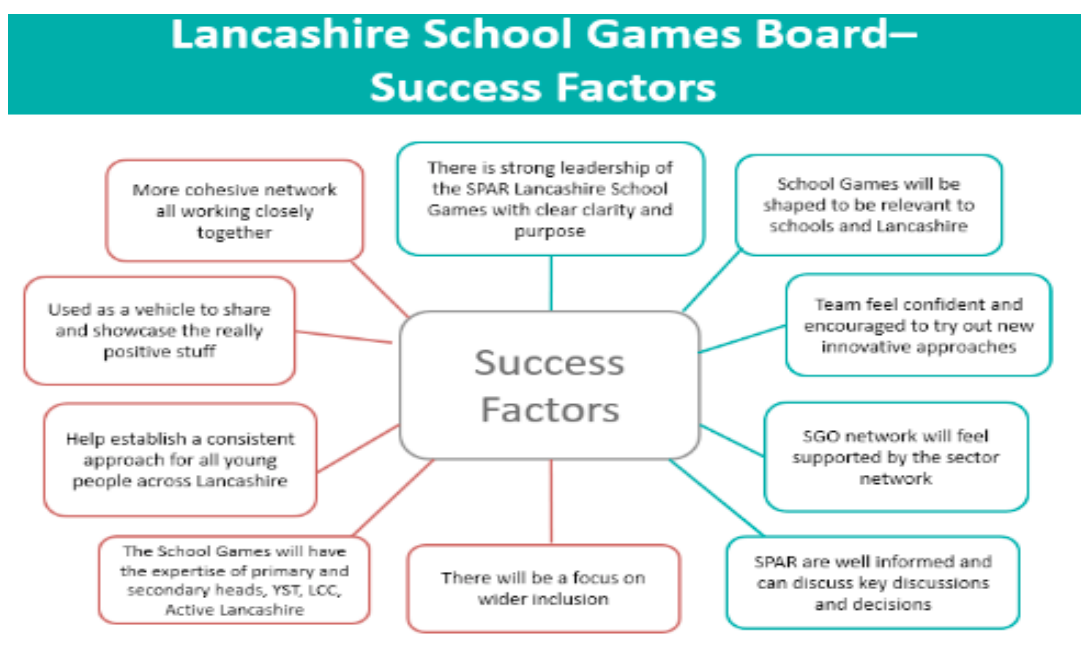 Lancashire School Games Board–
Success Factors
There is strong leadership of
the SPAR Lancashire School
Games with clear clarity and
purpose
School Games will be
shaped to be relevant to
schools and Lancashire
Team feel confident and
encouraged to try out new
innovative approaches
SGO network will feel
supported by the sector
network
SPAR are well informed and
can discuss key discussions
and decisions
There will be a focus on
wider inclusion
The School Games will have
the expertise of primary and
secondary heads, YST, LCC,
Active Lancashire
Help establish a consistent
approach for all young
people across Lancashire
Used as a vehicle to share
and showcase the really
positive stuff
More cohesive network
all working closely
together
Success
Factors